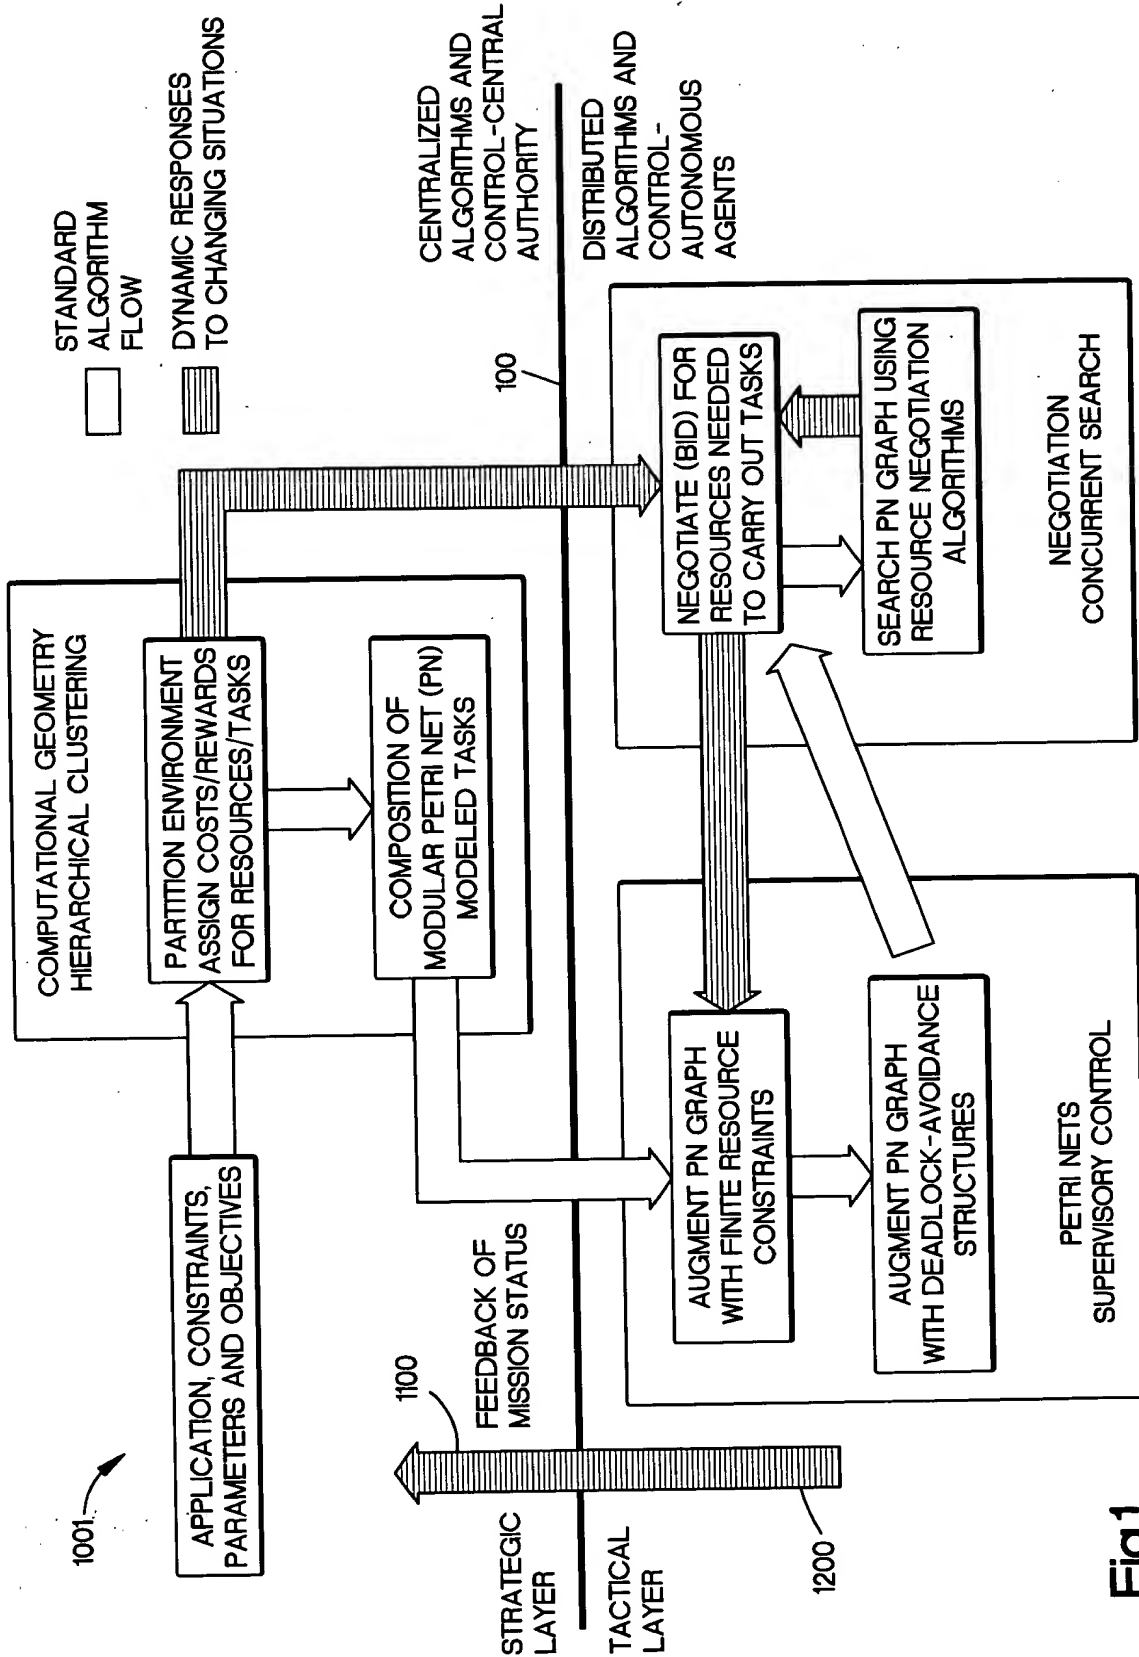 1001
APPLICATION, CONSTRAINTS,
PARAMETERS AND OBJECTIVES
COMPUTATIONAL GEOMETRY
HIERARCHICAL CLUSTERING
PARTITION ENVIRONMENT
ASSIGN COSTS/REWARDS
FOR RESOURCES/TASKS
COMPOSITION OF
MODULAR PETRI NET (PN)
MODELED TASKS
STANDARD
ALGORITHM
FLOW
DYNAMIC RESPONSES
TO CHANGING SITUATIONS
STRATEGIC
LAYER
1100
FEEDBACK OF
MISSION STATUS
100
CENTRALIZED
ALGORITHMS AND
CONTROL-CENTRAL
AUTHORITY
TACTICAL
LAYER
1200
DISTRIBUTED
ALGORITHMS AND
CONTROL-
AUTONOMOUS
AGENTS
AUGMENT PN GRAPH
WITH FINITE RESOURCE
CONSTRAINTS
AUGMENT PN GRAPH
WITH DEADLOCK-AVOIDANCE
STRUCTURES
PETRI NETS
SUPERVISORY CONTROL
NEGOTIATE (BID) FOR
RESOURCES NEEDED
TO CARRY OUT TASKS
SEARCH PN GRAPH USING
RESOURCE NEGOTIATION
ALGORITHMS
NEGOTIATION
CONCURRENT SEARCH
Fig.1